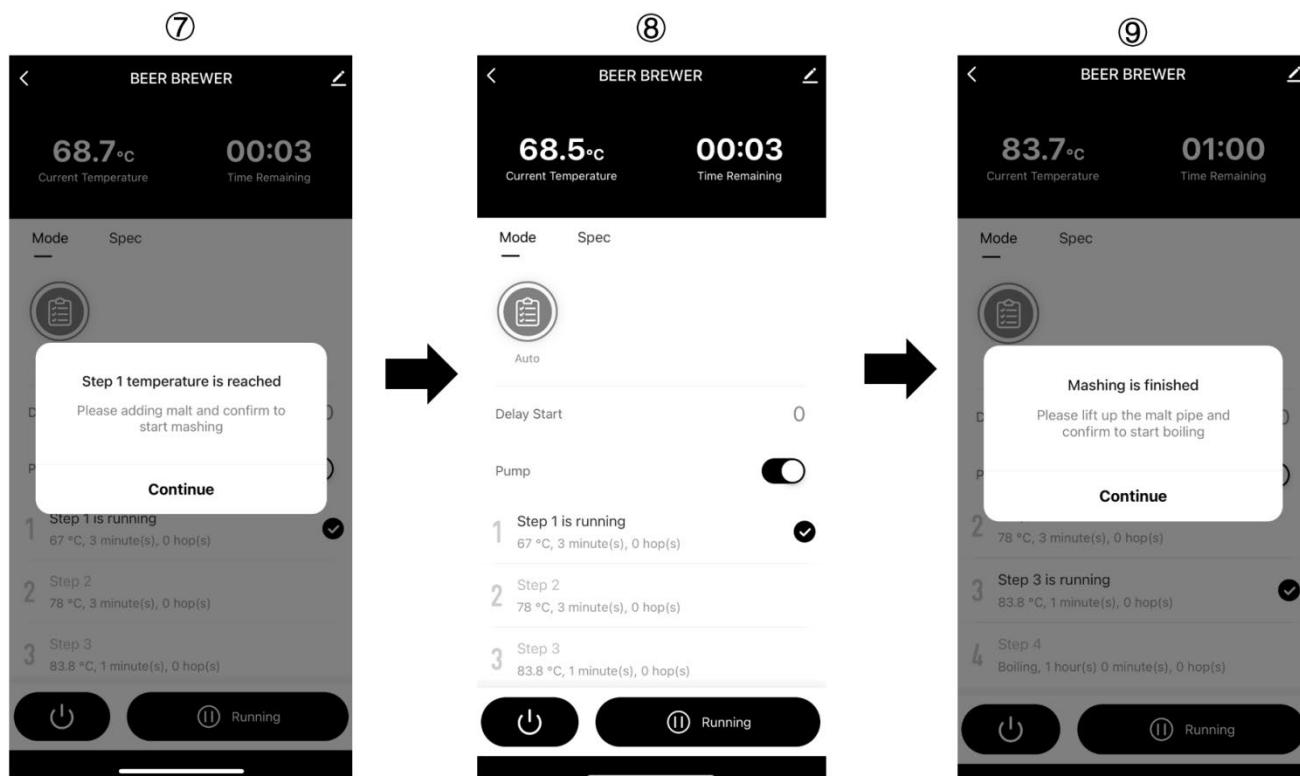 ⑦
BEER BREWER
68.7°C
00:03
Current Temperature
Time Remaining
Mode
Spec
Step 1 temperature is reached
Please adding malt and confirm to
start mashing
Continue
1
Step 1 is running
67 °C, 3 minute(s), 0 hop(s)
2
Step 2
78 °C, 3 minute(s), 0 hop(s)
3
Step 3
83.8 °C, 1 minute(s), 0 hop(s)
Running
⑧
BEER BREWER
68.5°C
00:03
Current Temperature
Time Remaining
Mode
Spec
Auto
Delay Start
0
Pump
1
Step 1 is running
67 °C, 3 minute(s), 0 hop(s)
2
Step 2
78 °C, 3 minute(s), 0 hop(s)
3
Step 3
83.8 °C, 1 minute(s), 0 hop(s)
Running
⑨
BEER BREWER
83.7°C
01:00
Current Temperature
Time Remaining
Mode
Spec
Mashing is finished
Please lift up the malt pipe and
confirm to start boiling
Continue
2
78 °C, 3 minute(s), 0 hop(s)
3
Step 3 is running
83.8 °C, 1 minute(s), 0 hop(s)
4
Step 4
Boiling, 1 hour(s) 0 minute(s), 0 hop(s)
Running